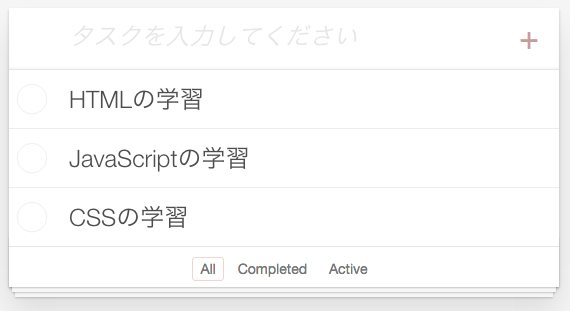 タスクを入力してください
+
HTMLの学習
JavaScriptの学習
CSSの学習
All Completed Active